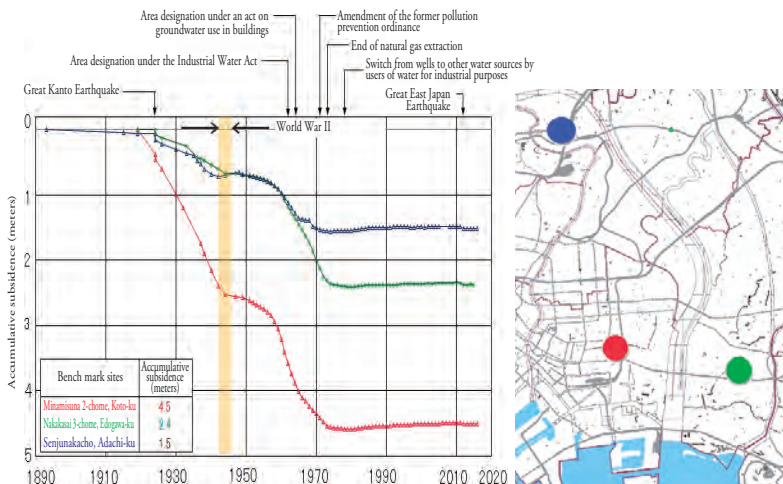 Area designation under an act on
groundwater use in buildings
Amendment of the former pollution
prevention ordinance
End of natural gas extraction
Area designation under the Industrial Water Act
Switch from wells to other water sources by
users of water for industrial purposes
Great Kanto Earthquake
Great East Japan
Earthquake
World War II
Accumulative subsidence (meters)
0
1
2
3
4
5
Bench mark sites
Accumulative
subsidence
(meters)
Minamisuna 2-chome, Koto-ku 4.5
Nakakasai 3-chome, Edogawa-ku 2.4
Senjunakacho, Adachi-ku 1.5
1890 1910 1930 1950 1970 1990 2010 2020